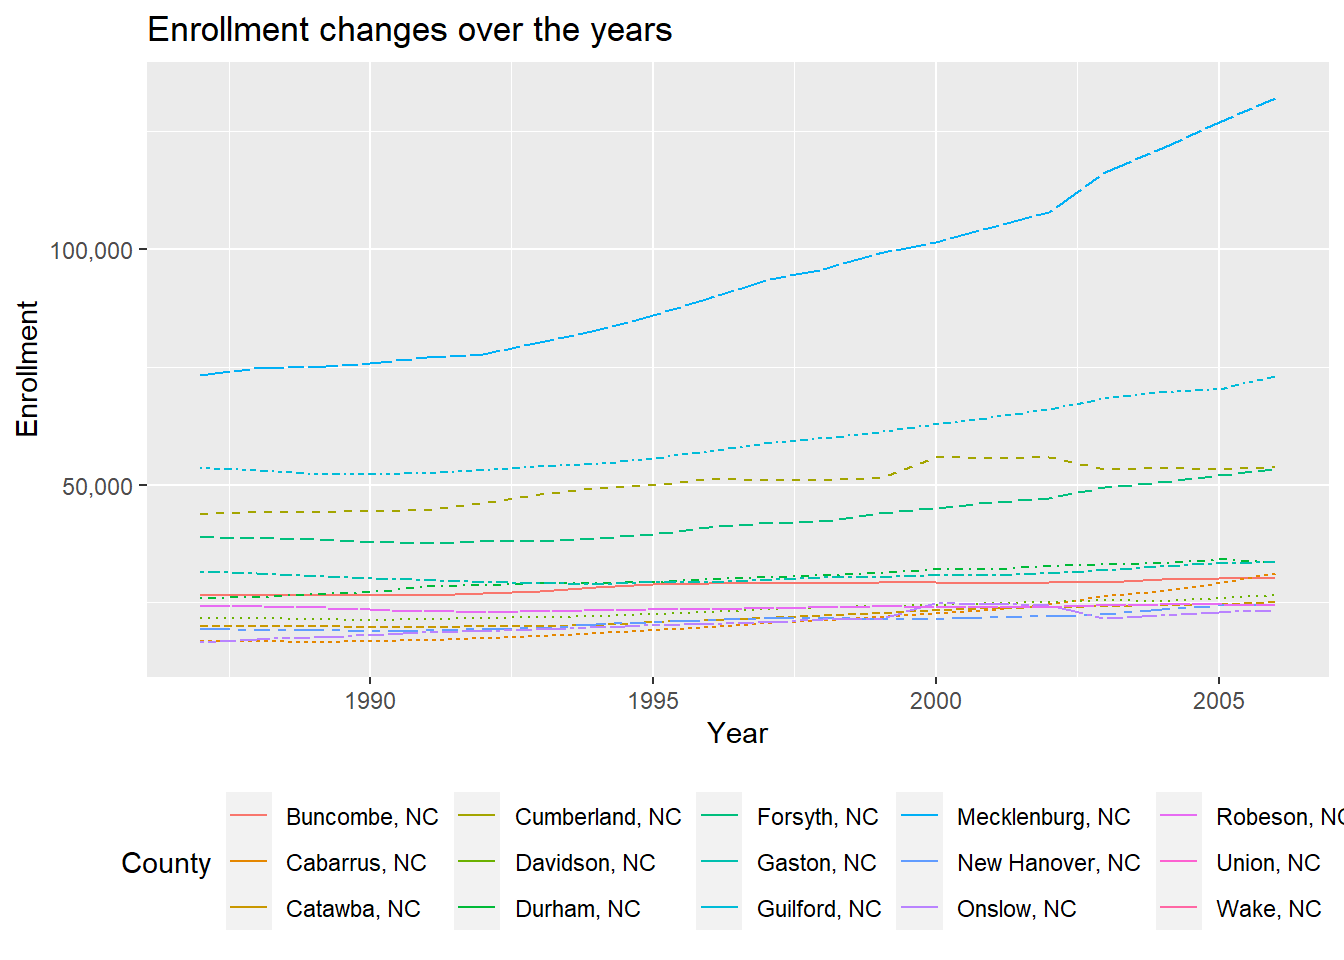 Enrollment changes over the years
100,000
50,000
Enrollment
1990 1995 2000 2005
Year
County
Buncombe, NC Cumberland, NC Forsyth, NC Mecklenburg, NC Robeson, NC
Cabarrus, NC Davidson, NC Gaston, NC New Hanover, NC Union, NC
Catawba, NC Durham, NC Guilford, NC Onslow, NC Wake, NC